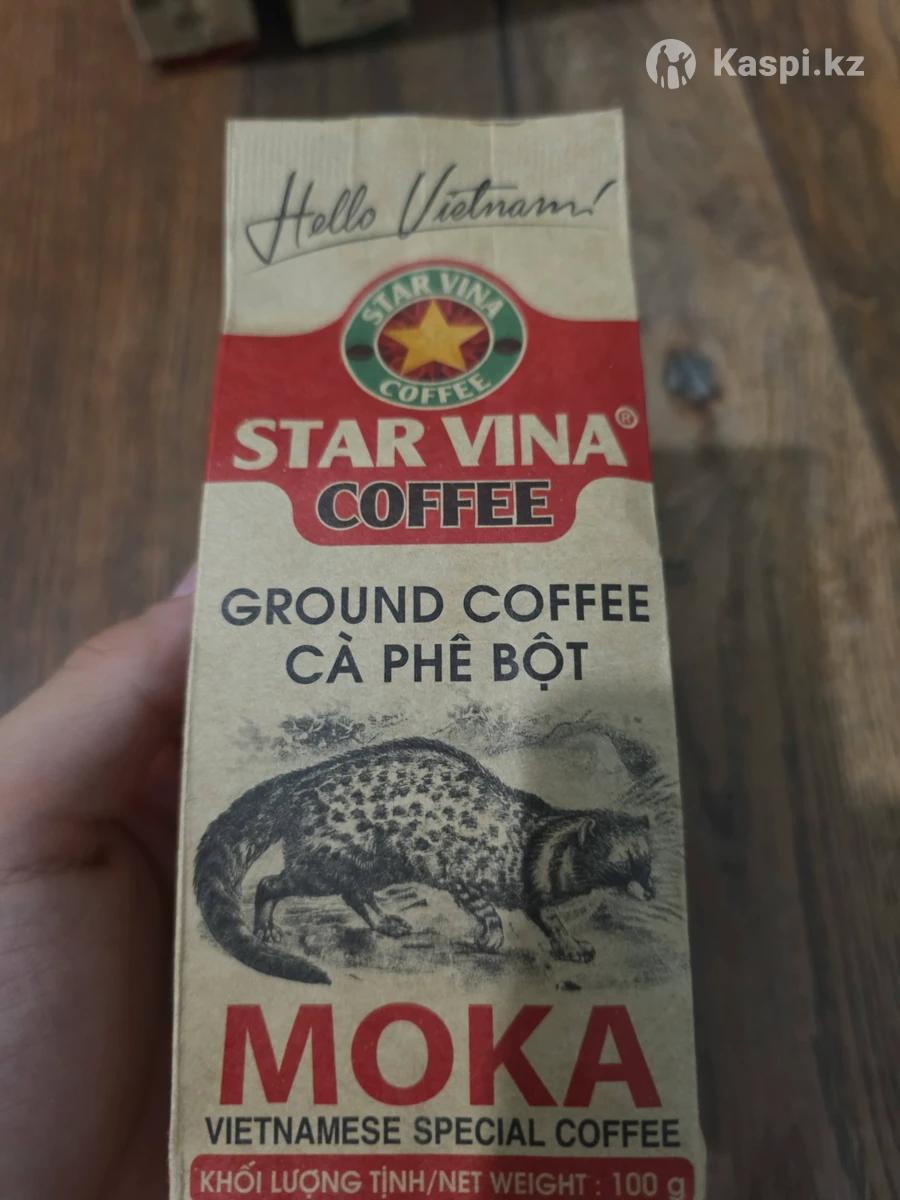 Kaspi.kz
Hello Vietnam!
STAR VINA
COFFEE
STAR VINA®
COFFEE
GROUND COFFEE
CÀ PHÊ BỘT
MOKA
VIETNAMESE SPECIAL COFFEE
KHỐI LƯỢNG TỊNH/NET WEIGHT : 100 g